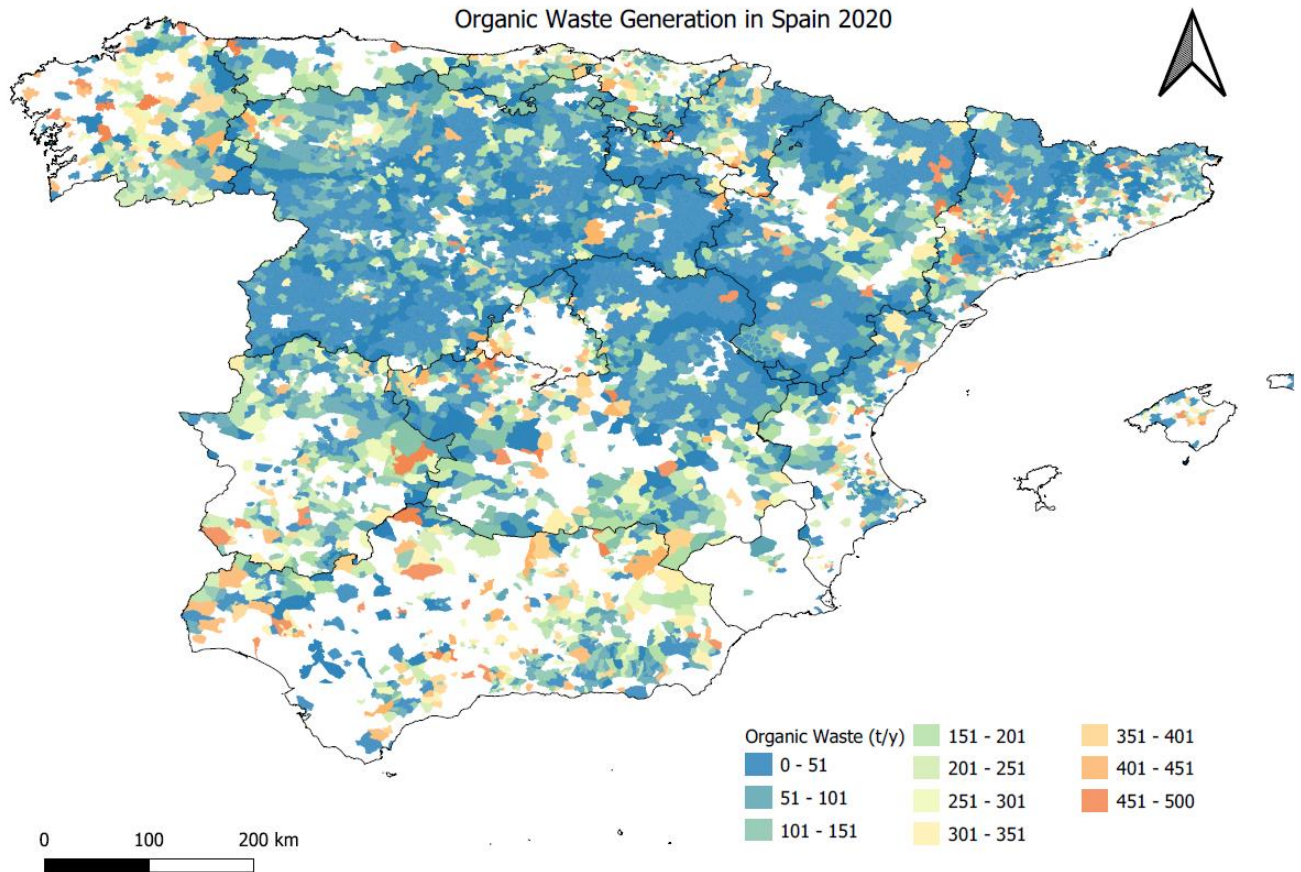 Organic Waste Generation in Spain 2020
Organic Waste (t/y)
0 - 51
51 - 101
101 - 151
151 - 201
201 - 251
251 - 301
301 - 351
351 - 401
401 - 451
451 - 500
0 100 200 km